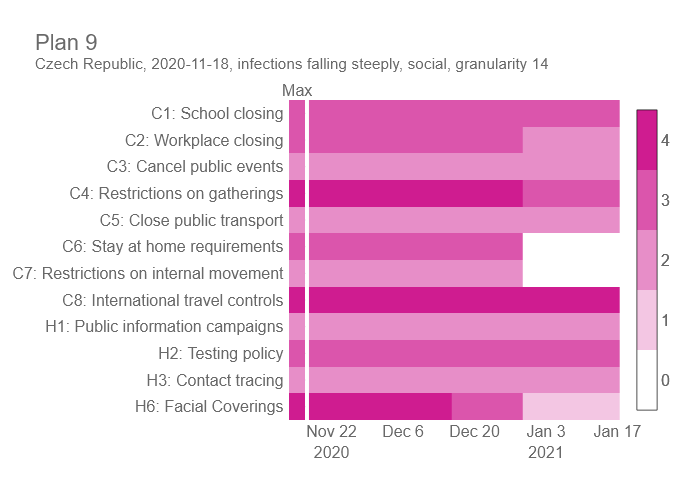 Plan 9
Czech Republic, 2020-11-18, infections falling steeply, social, granularity 14
Max
C1: School closing
C2: Workplace closing
C3: Cancel public events
C4: Restrictions on gatherings
C5: Close public transport
C6: Stay at home requirements
C7: Restrictions on internal movement
C8: International travel controls
H1: Public information campaigns
H2: Testing policy
H3: Contact tracing
H6: Facial Coverings
Nov 22 Dec 6 Dec 20 Jan 3 Jan 17
2020 2021
4
3
2
1
0